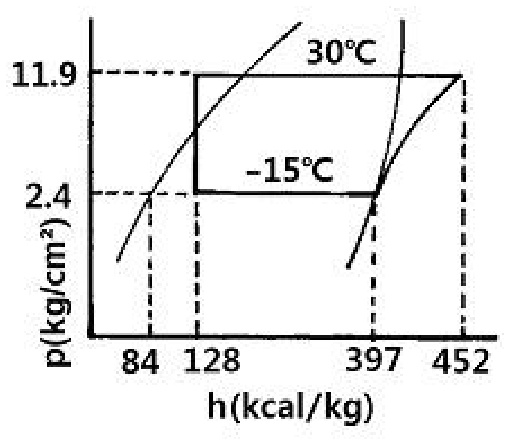 30℃
11.9
-15℃
2.4
p(kg/cm²)
84 128 397 452
h(kcal/kg)